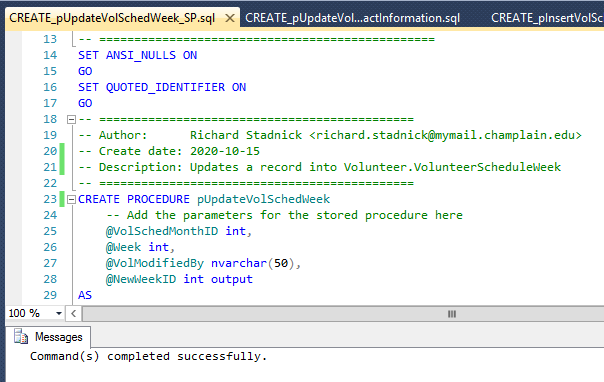 CREATE_pUpdateVolSchedWeek_SP.sql CREATE_pUpdateVol...actInformation.sql CREATE_pInsertVolSc
13 -- =============================================
14 SET ANSI_NULLS ON
15 GO
16 SET QUOTED_IDENTIFIER ON
17 GO
18 -- =============================================
19 -- Author: Richard Stadnick <richard.stadnick@mymail.champlain.edu>
20 -- Create date: 2020-10-15
21 -- Description: Updates a record into Volunteer.VolunteerScheduleWeek
22 -- =============================================
23 CREATE PROCEDURE pUpdateVolSchedWeek
24 -- Add the parameters for the stored procedure here
25 @VolSchedMonthID int,
26 @Week int,
27 @VolModifiedBy nvarchar(50),
28 @NewWeekID int output
29 AS
100 %
Messages
Command(s) completed successfully.